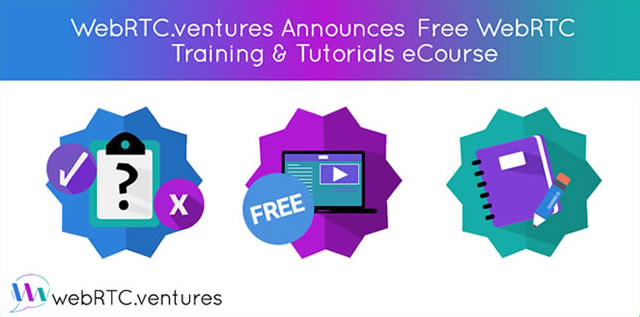 WebRTC.ventures Announces Free WebRTC
Training & Tutorials eCourse
?
X
FREE
webRTC.ventures